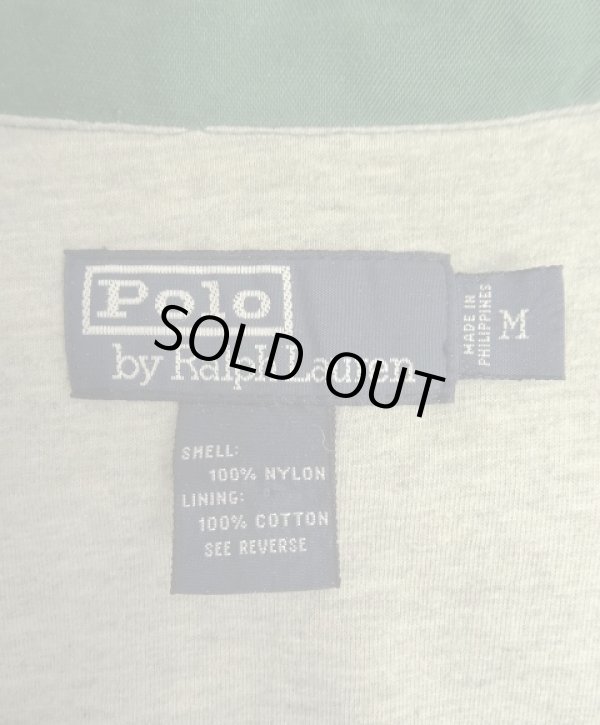 Polo
by Ralph Lauren
MADE IN
PHILIPPINES
M
SOLD OUT
SHELL:
100% NYLON
LINING:
100% COTTON
SEE REVERSE